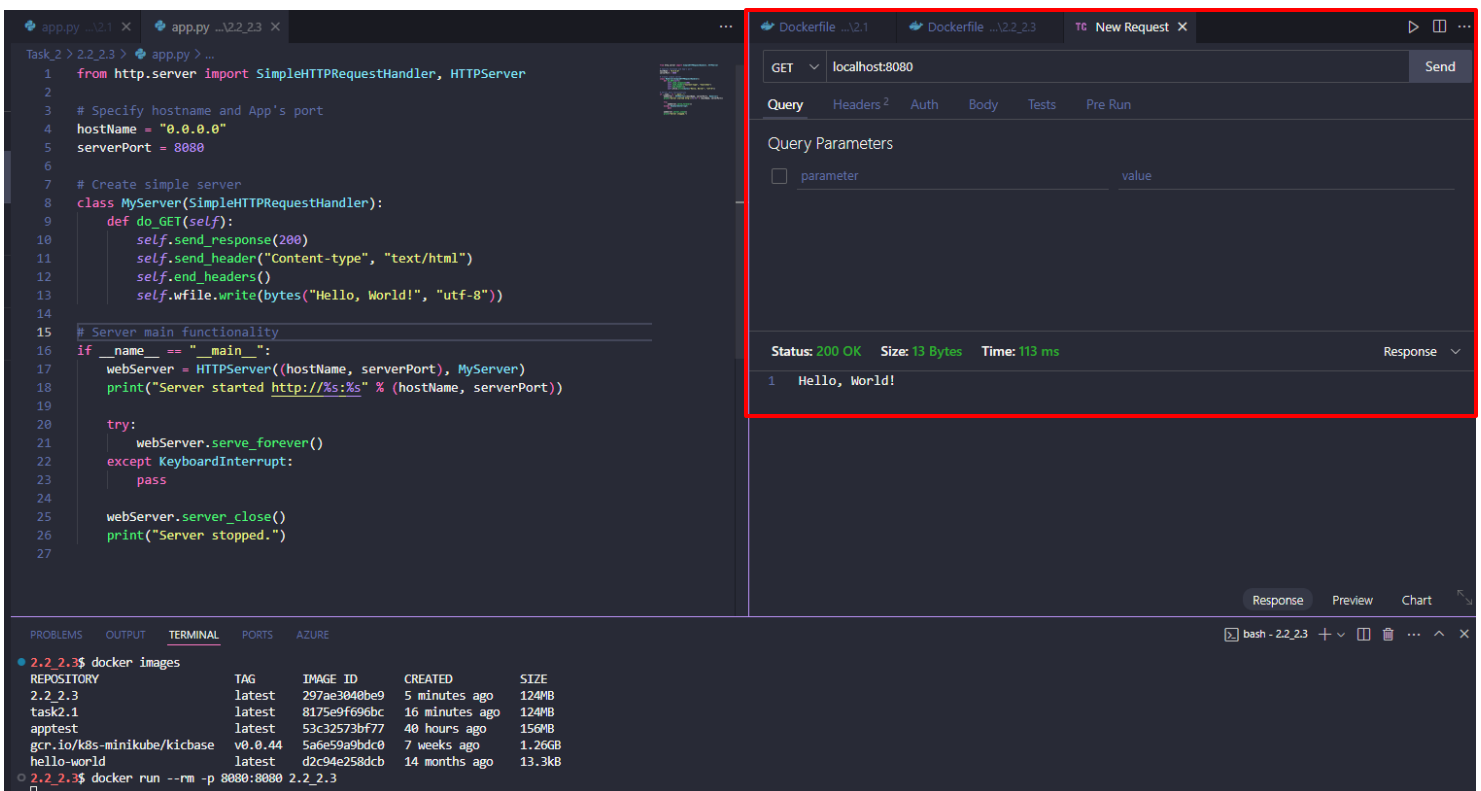 app.py ...\2.1
app.py ...\2.2_2.3
Task_2 > 2.2_2.3 > app.py > ...
1 from http.server import SimpleHTTPRequestHandler, HTTPServer
2
3 # Specify hostname and App's port
4 hostName = "0.0.0.0"
5 serverPort = 8080
6
7 # Create simple server
8 class MyServer(SimpleHTTPRequestHandler):
9     def do_GET(self):
10         self.send_response(200)
11         self.send_header("Content-type", "text/html")
12         self.end_headers()
13         self.wfile.write(bytes("Hello, World!", "utf-8"))
14
15 # Server main functionality
16 if __name__ == "__main__":
17     webServer = HTTPServer((hostName, serverPort), MyServer)
18     print("Server started http://%s:%s" % (hostName, serverPort))
19
20     try:
21         webServer.serve_forever()
22     except KeyboardInterrupt:
23         pass
24
25     webServer.server_close()
26     print("Server stopped.")
27
Dockerfile ...\2.1
Dockerfile ...\2.2_2.3
TC New Request
GET localhost:8080 Send
Query Headers 2 Auth Body Tests Pre Run
Query Parameters
parameter value
Status: 200 OK Size: 13 Bytes Time: 113 ms Response
1 Hello, World!
Response Preview Chart
PROBLEMS OUTPUT TERMINAL PORTS AZURE
bash - 2.2_2.3
2.2_2.3$ docker images
REPOSITORY TAG IMAGE ID CREATED SIZE
2.2_2.3 latest 297ae3040be9 5 minutes ago 124MB
task2.1 latest 8175e9f696bc 16 minutes ago 124MB
apptest latest 53c32573bf77 40 hours ago 156MB
gcr.io/k8s-minikube/kicbase v0.0.44 5a6e59a9bdc0 7 weeks ago 1.26GB
hello-world latest d2c94e258dcb 14 months ago 13.3kB
2.2_2.3$ docker run --rm -p 8080:8080 2.2_2.3